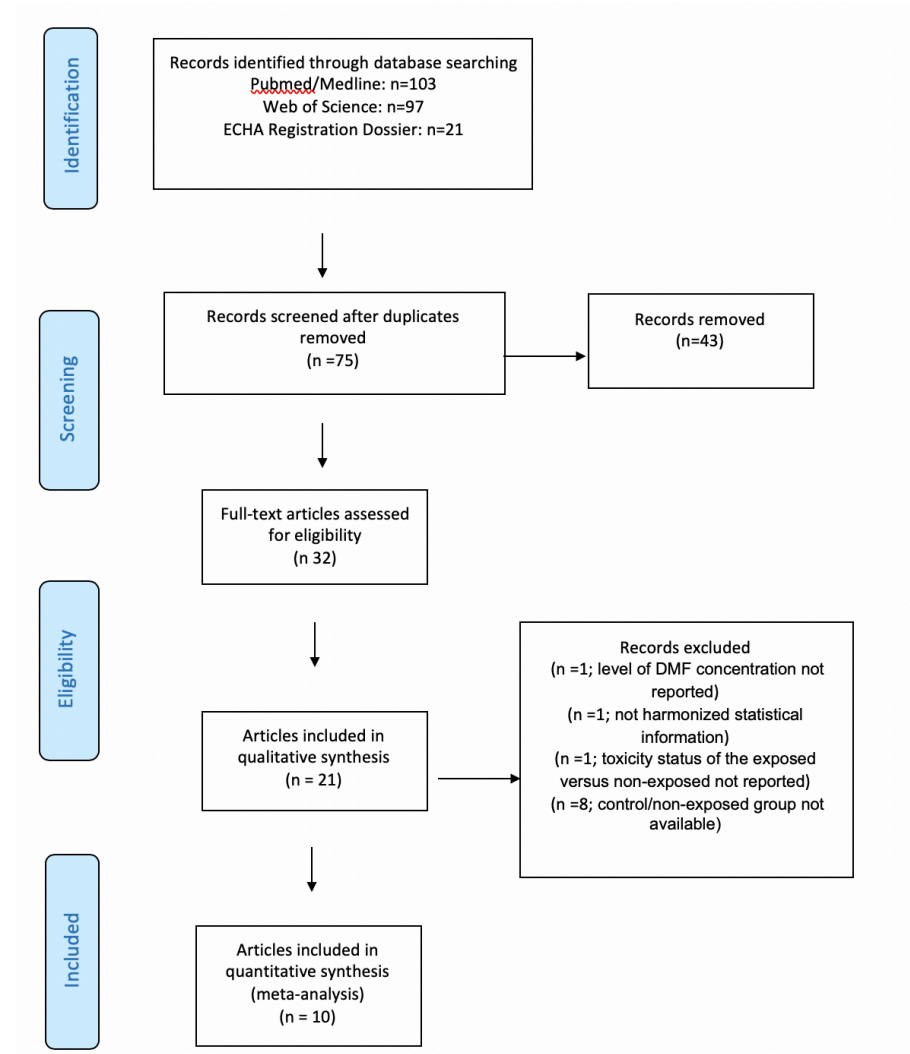 Identification
Records identified through database searching
Pubmed/Medline: n=103
Web of Science: n=97
ECHA Registration Dossier: n=21
Screening
Records screened after duplicates
removed
(n =75)
Records removed
(n=43)
Full-text articles assessed
for eligibility
(n 32)
Eligibility
Articles included in
qualitative synthesis
(n = 21)
Records excluded
(n =1; level of DMF concentration not
reported)
(n =1; not harmonized statistical
information)
(n =1; toxicity status of the exposed
versus non-exposed not reported)
(n =8; control/non-exposed group not
available)
Included
Articles included in
quantitative synthesis
(meta-analysis)
(n = 10)